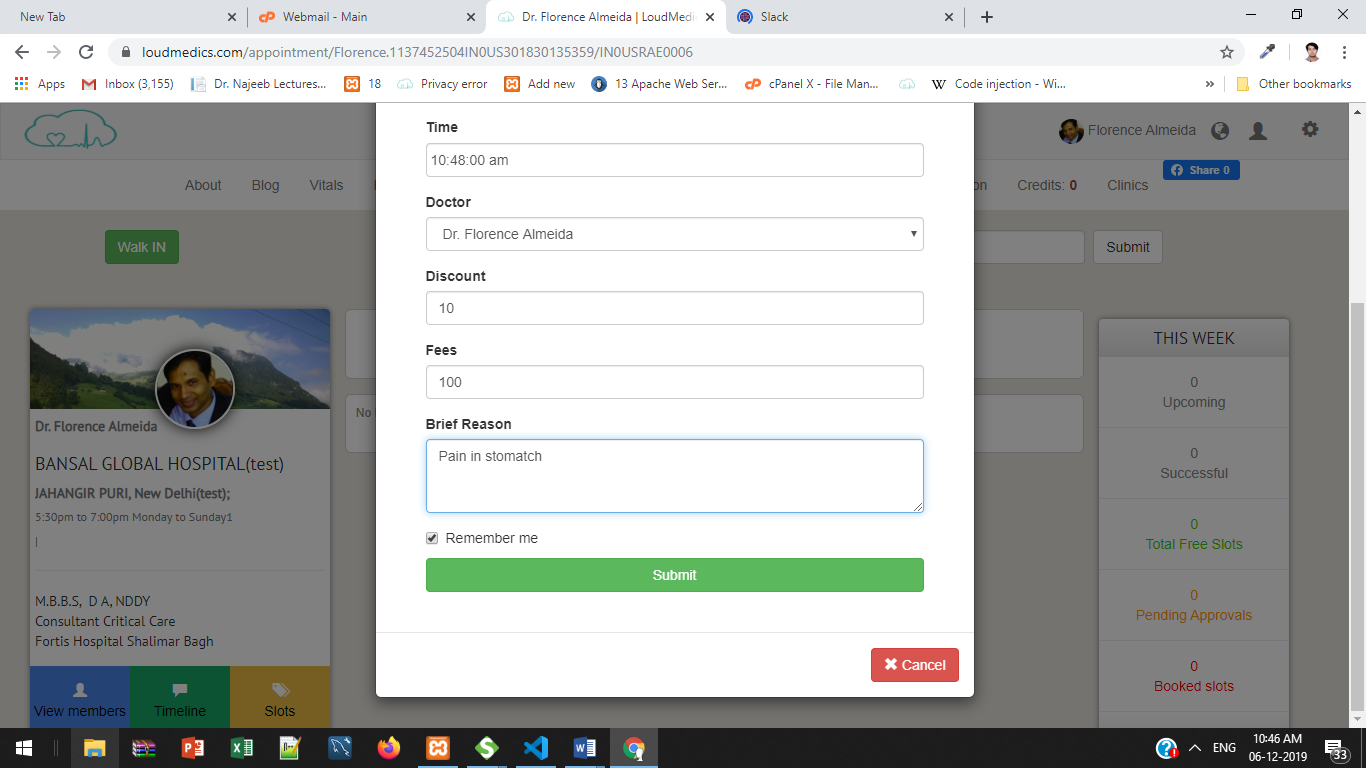 New Tab
Webmail - Main
Dr. Florence Almeida | LoudMedi
Slack
loudmedics.com/appointment/Florence.1137452504IN0US301830135359/IN0USRAE0006
Apps
Inbox (3,155)
Dr. Najeeb Lectures...
18
Privacy error
Add new
13 Apache Web Ser...
cPanel X - File Man...
Code injection - Wi...
»
Other bookmarks
Florence Almeida
Share 0
About
Blog
Vitals
on
Credits: 0
Clinics
Walk IN
Submit
Time
10:48:00 am
Doctor
Dr. Florence Almeida
Discount
10
Fees
100
Brief Reason
Pain in stomatch
Remember me
Submit
Cancel
Dr. Florence Almeida
BANSAL GLOBAL HOSPITAL(test)
JAHANGIR PURI, New Delhi(test);
5:30pm to 7:00pm Monday to Sunday1
|
M.B.B.S, D A, NDDY
Consultant Critical Care
Fortis Hospital Shalimar Bagh
View members
Timeline
Slots
No
THIS WEEK
0
Upcoming
0
Successful
0
Total Free Slots
0
Pending Approvals
0
Booked slots
ENG
10:46 AM
06-12-2019
33